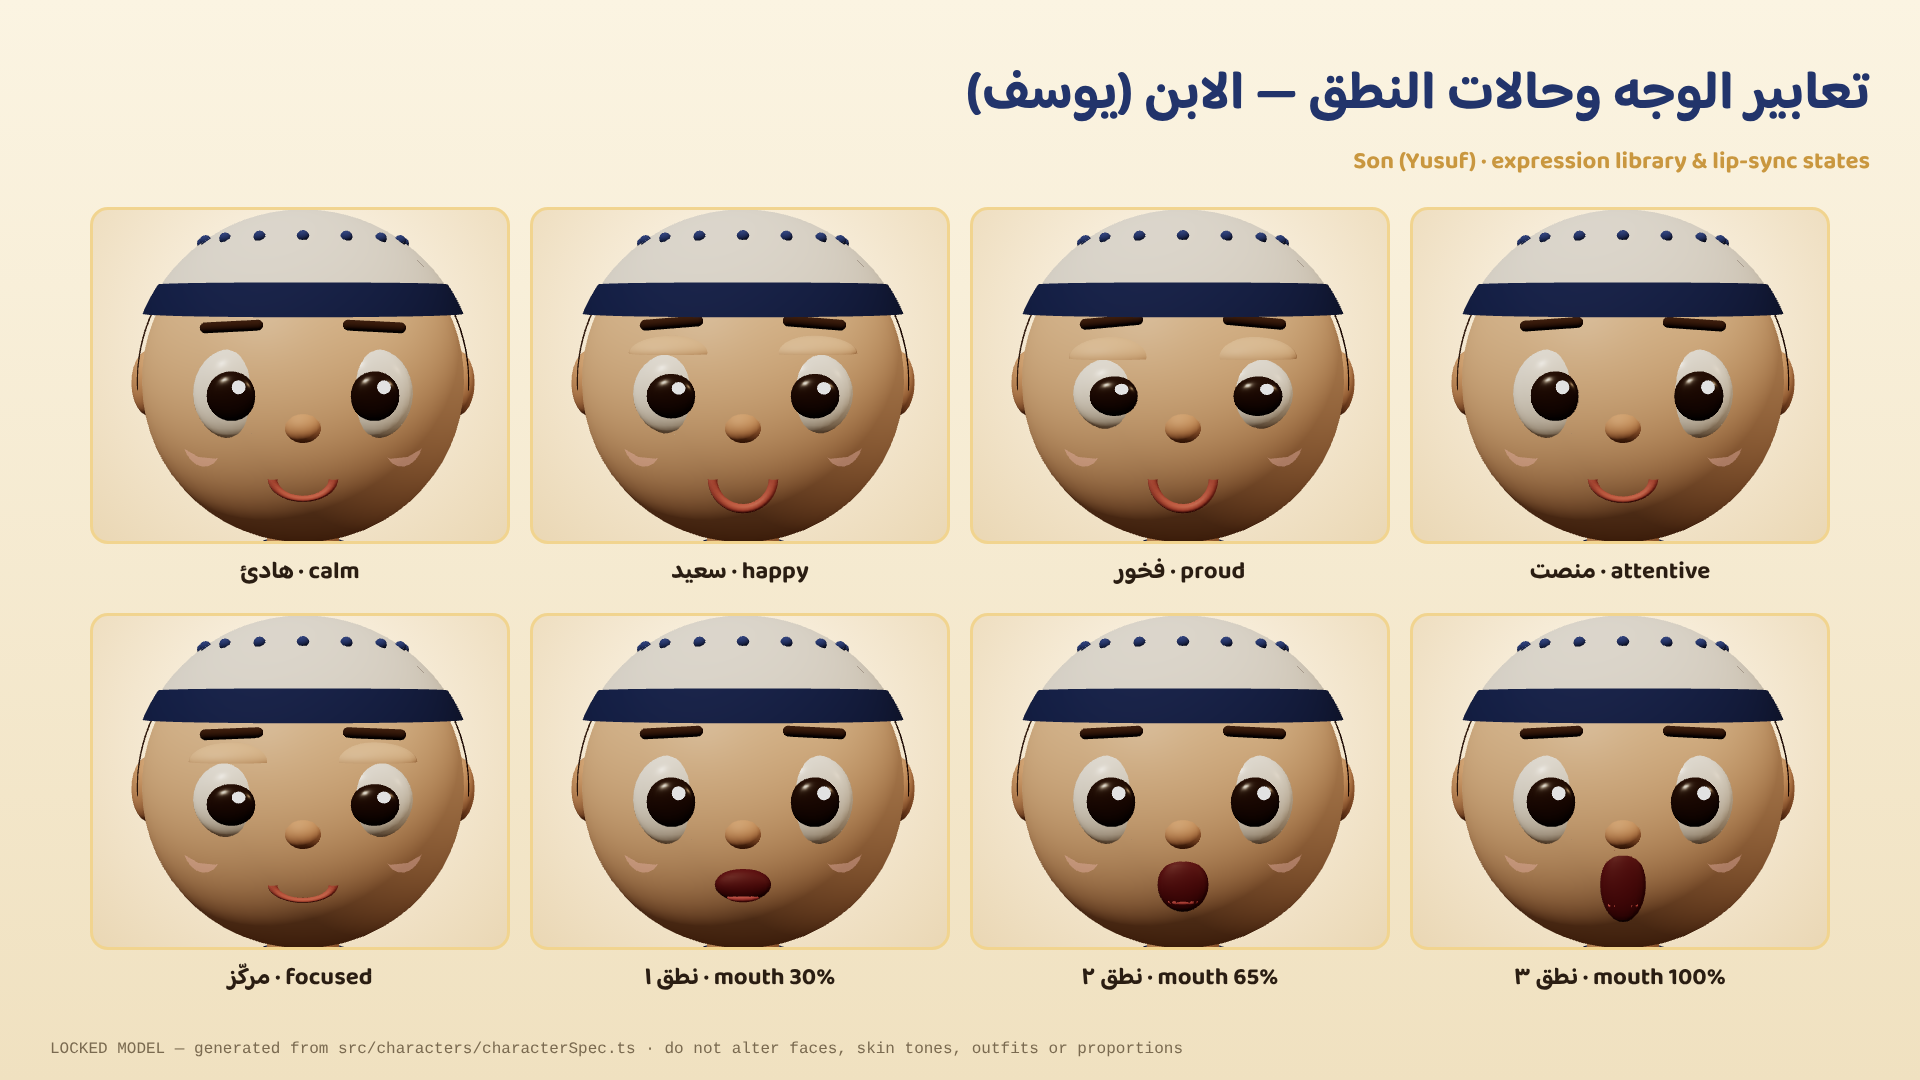 تعابير الوجه وحالات النطق — الابن (يوسف)
Son (Yusuf) · expression library & lip-sync states
هادئ · calm
سعيد · happy
فخور · proud
منصت · attentive
مركّز · focused
نطق ١ · mouth 30%
نطق ٢ · mouth 65%
نطق ٣ · mouth 100%
LOCKED MODEL — generated from src/characters/characterSpec.ts · do not alter faces, skin tones, outfits or proportions